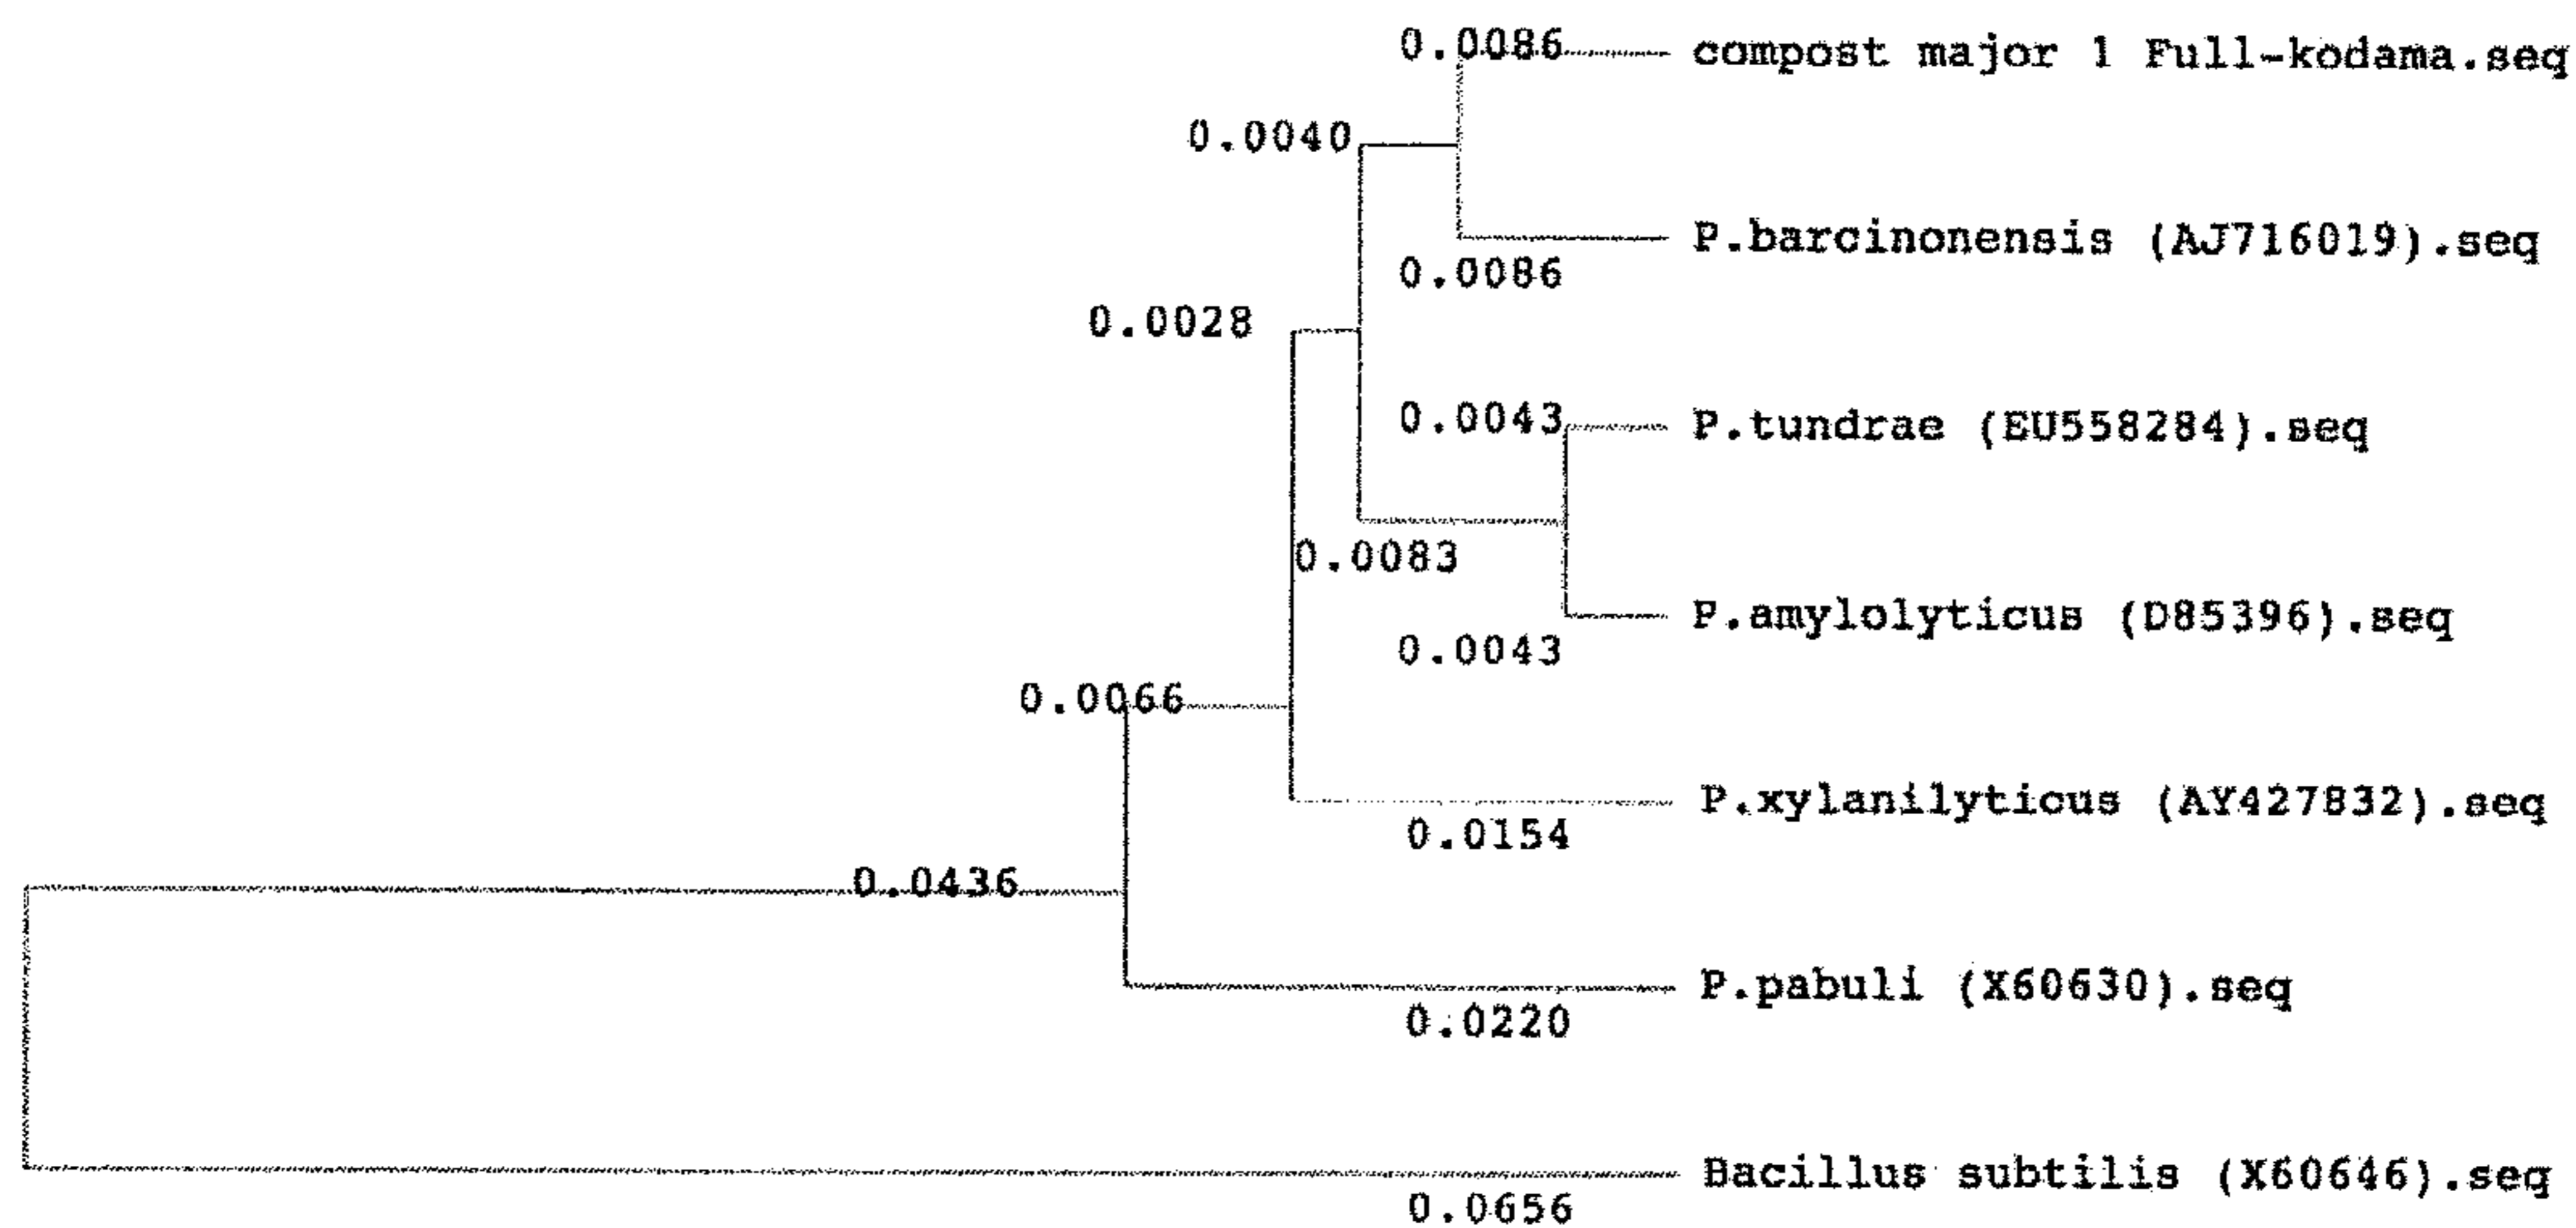 0.0086 compost major 1 Full-kodama.seq
0.0040
P.barcinonensis (AJ716019).seq
0.0086
0.0028
0.0043 P.tundrae (EU558284).seq
0.0083
P.amylolyticus (D85396).seq
0.0043
0.0066
P.xylanilyticus (AY427832).seq
0.0154
0.0436
P.pabuli (X60630).seq
0.0220
Bacillus subtilis (X60646).seq
0.0656